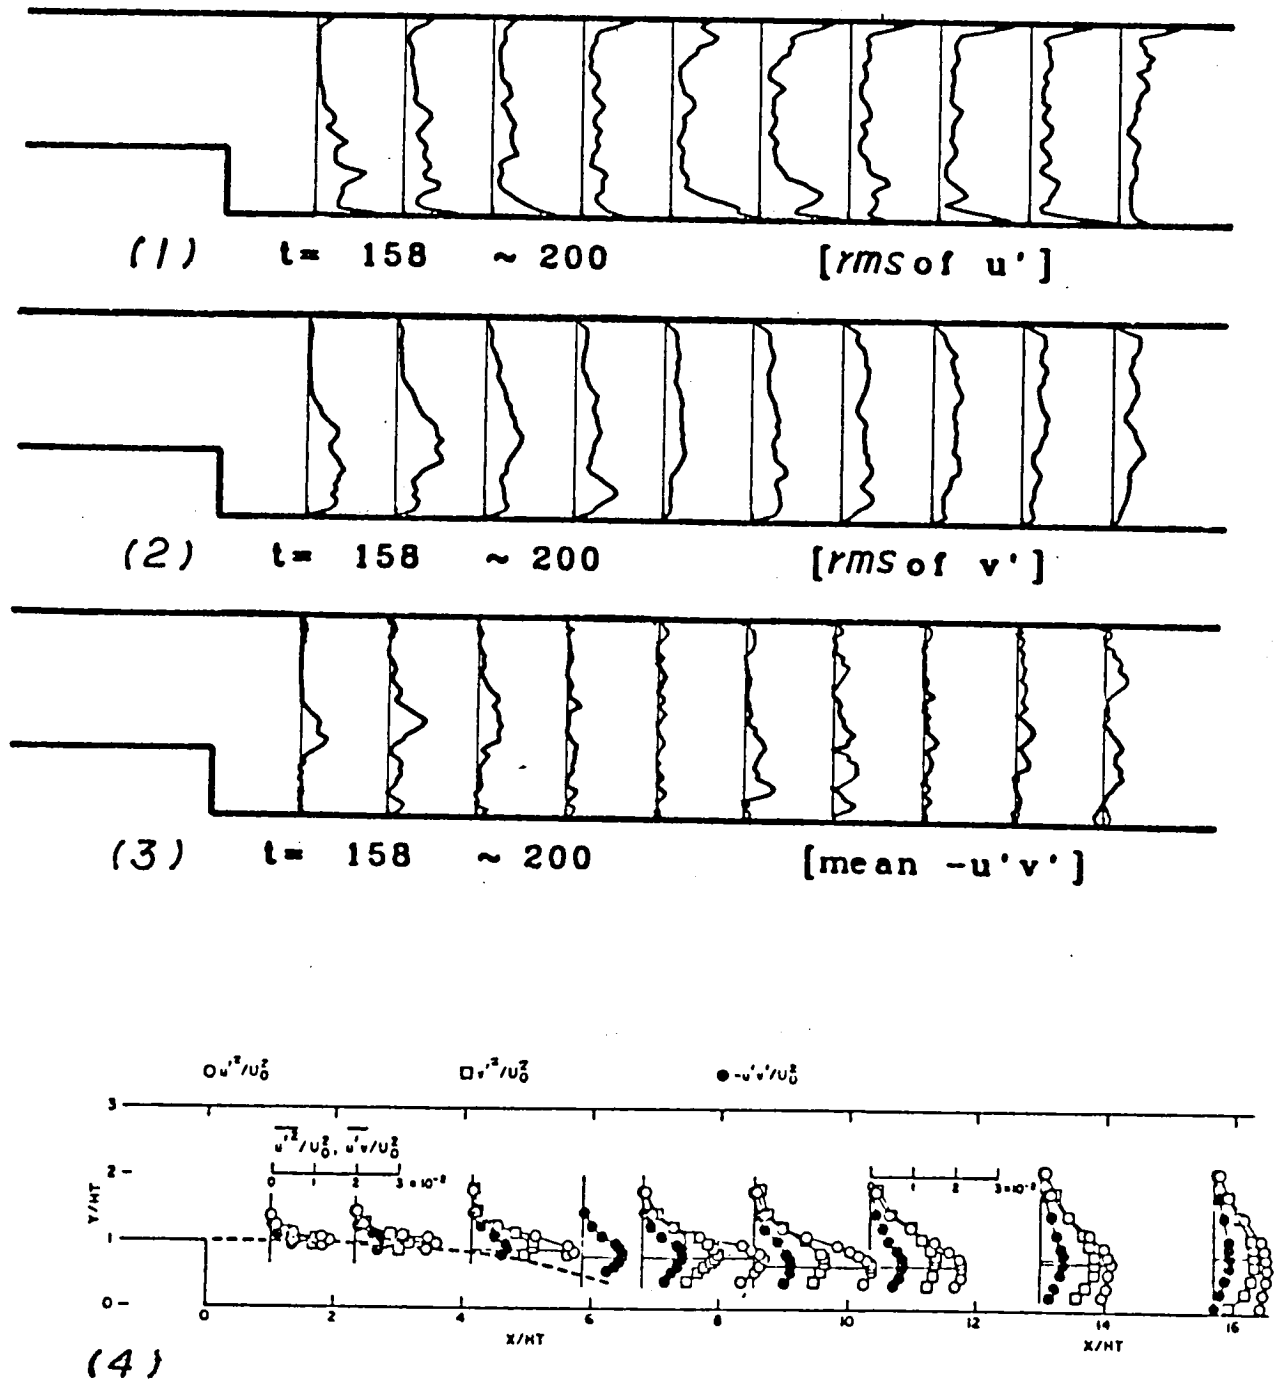 (1) t= 158 ~ 200 [rms of u']
(2) t= 158 ~ 200 [rms of v']
(3) t= 158 ~ 200 [mean -u'v']
○ u'²/U₀² □ v'²/U₀² ● -u'v'/U₀²
3
u'²/U₀², u'v'/U₀²
2
0 1 2 3×10⁻²
1 2 3×10⁻²
Y/HT
1
0
0 2 4 6 8 10 12 14 16
X/HT X/HT
(4)